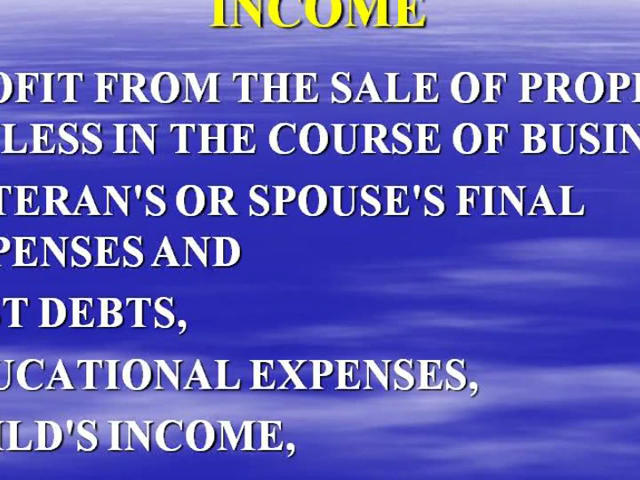 INCOME
OFIT FROM THE SALE OF PROP
LESS IN THE COURSE OF BUSIN
TERAN'S OR SPOUSE'S FINAL
PENSES AND
T DEBTS,
UCATIONAL EXPENSES,
ILD'S INCOME,